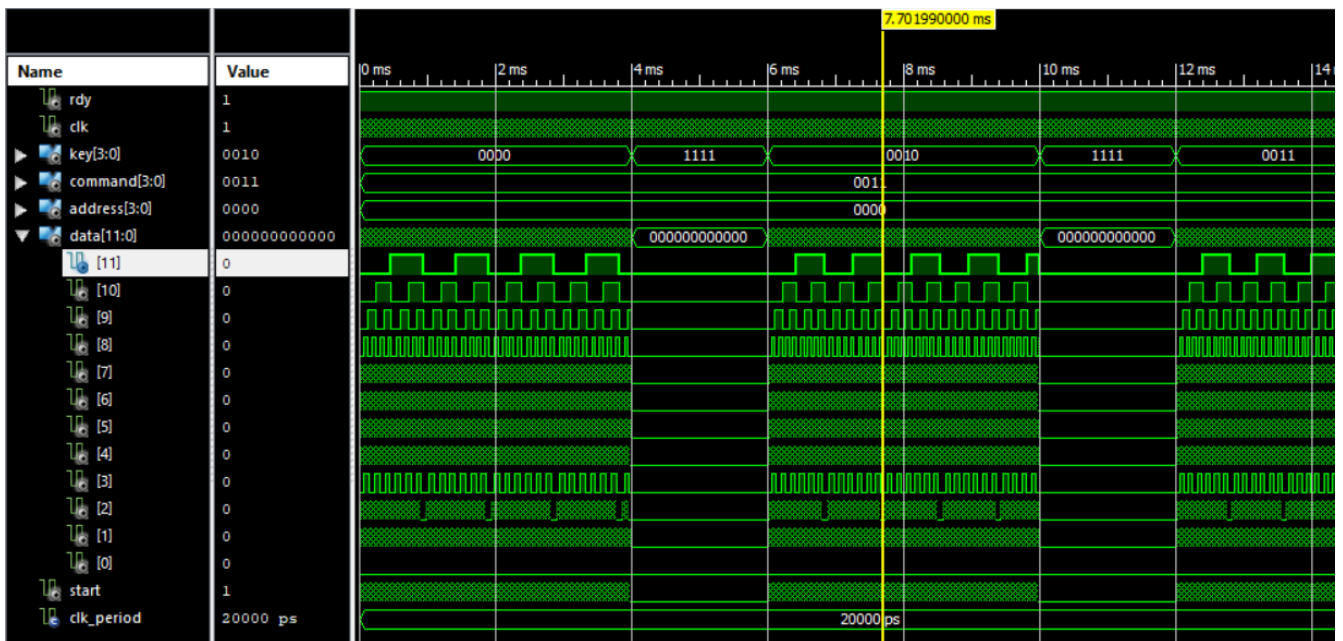 7.701990000 ms
Name Value 0 ms 2 ms 4 ms 6 ms 8 ms 10 ms 12 ms 14
rdy 1
clk 1
key[3:0] 0010 0000 1111 0010 1111 0011
command[3:0] 0011 0011
address[3:0] 0000 0000
data[11:0] 000000000000 000000000000 000000000000
[11] 0
[10] 0
[9] 0
[8] 0
[7] 0
[6] 0
[5] 0
[4] 0
[3] 0
[2] 0
[1] 0
[0] 0
start 1
clk_period 20000 ps 20000 ps